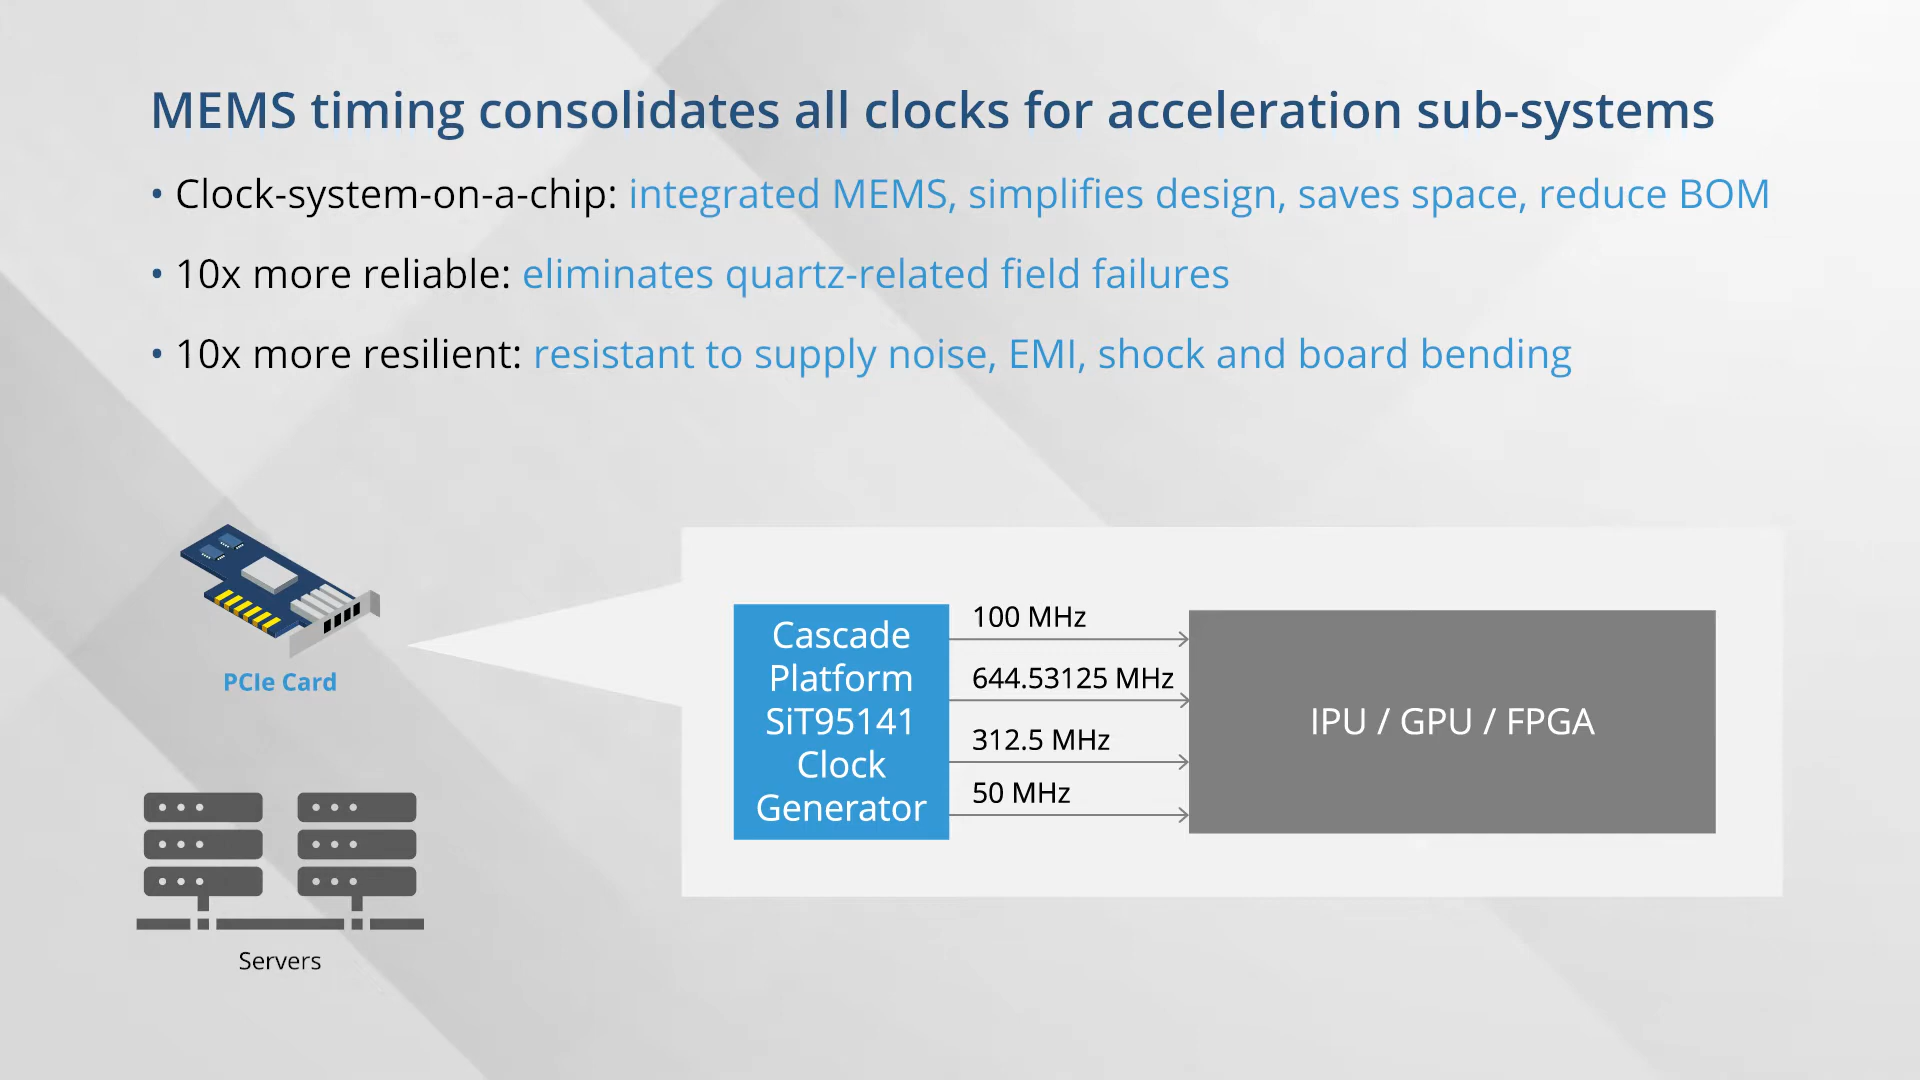 MEMS timing consolidates all clocks for acceleration sub-systems
• Clock-system-on-a-chip: integrated MEMS, simplifies design, saves space, reduce BOM
• 10x more reliable: eliminates quartz-related field failures
• 10x more resilient: resistant to supply noise, EMI, shock and board bending
PCIe Card
Servers
Cascade
Platform
SiT95141
Clock
Generator
100 MHz
644.53125 MHz
312.5 MHz
50 MHz
IPU / GPU / FPGA